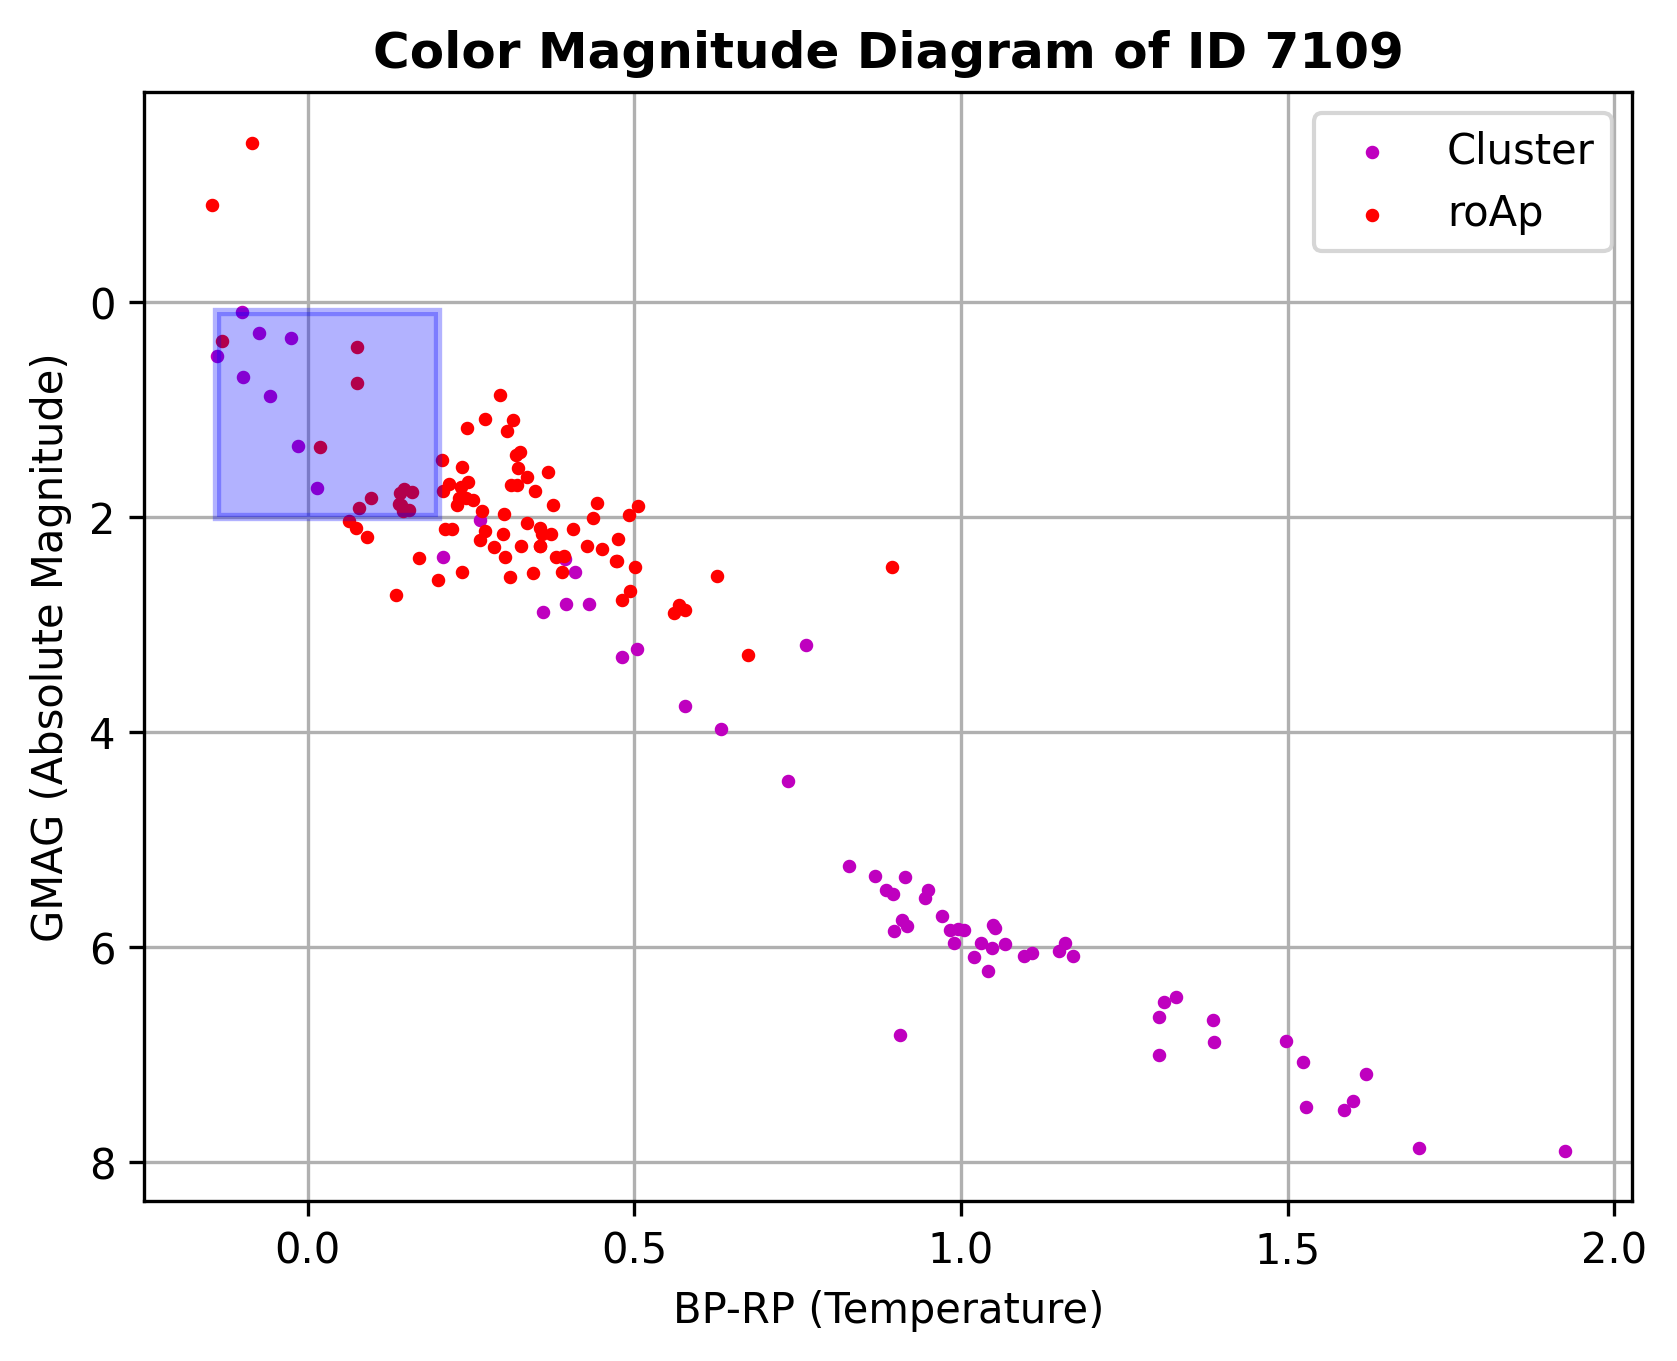 Color Magnitude Diagram of ID 7109
Cluster
roAp
GMAG (Absolute Magnitude)
0
2
4
6
8
0.0 0.5 1.0 1.5 2.0
BP-RP (Temperature)